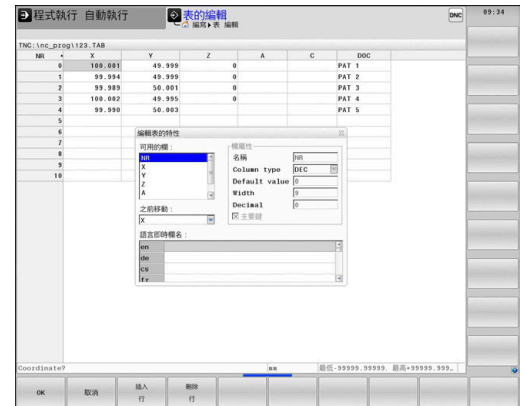 程式執行 自動執行
表的編輯
編寫▸表 編輯
DNC
09:34
TNC:\nc_prog\123.TAB
NR X Y Z A C DOC
0 100.001 49.999 0 PAT 1
1 99.994 49.999 0 PAT 2
2 99.989 50.001 0 PAT 3
3 100.002 49.995 0 PAT 4
4 99.990 50.003 PAT 5
5
6
7
8
9
10
編輯表的特性
可用的欄：
NR
X
Y
Z
A
之前移動：
X
欄屬性
名稱 NR
Column type DEC
Default value 0
Width 9
Decimal 0
主要鍵
語言即時欄名：
en
de
cs
fr
Coordinate? mm 最低-99999.99999, 最高+99999.999…
OK 取消 插入 行 刪除 行